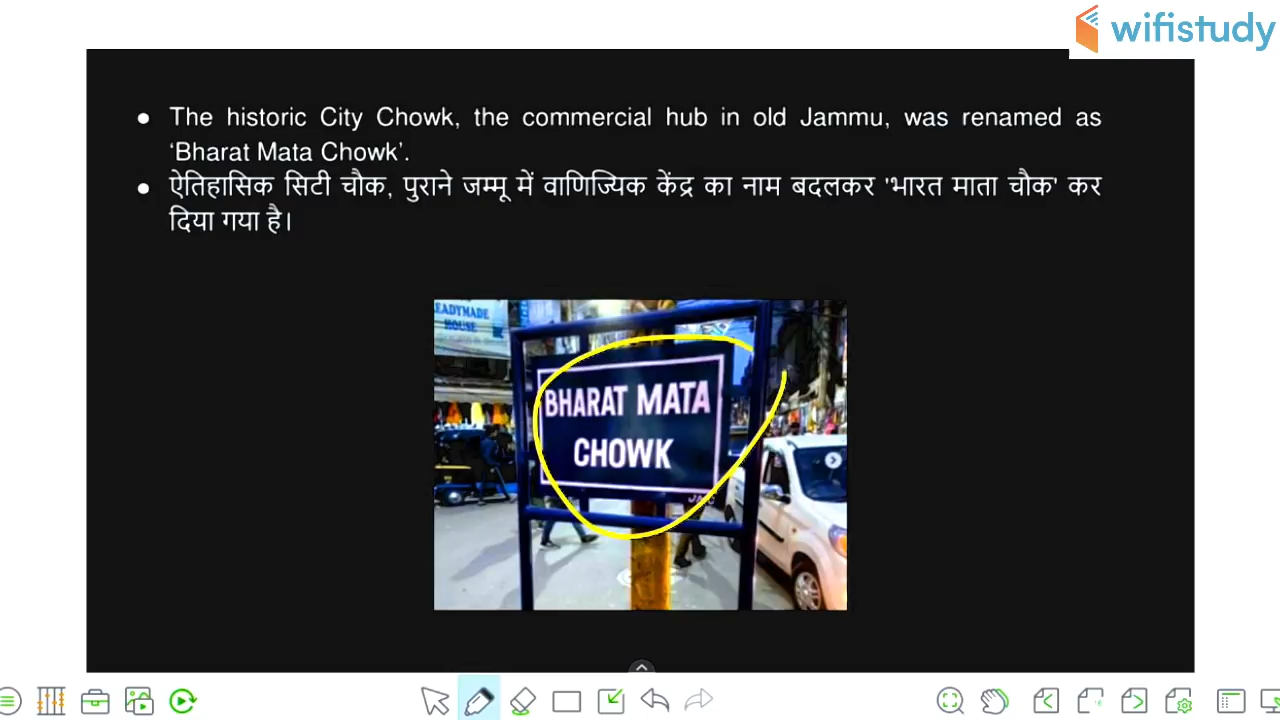 wifistudy
The historic City Chowk, the commercial hub in old Jammu, was renamed as
‘Bharat Mata Chowk’.
ऐतिहासिक सिटी चौक, पुराने जम्मू में वाणिज्यिक केंद्र का नाम बदलकर 'भारत माता चौक' कर
दिया गया है।
READYMADE
HOUSE
BHARAT MATA
CHOWK